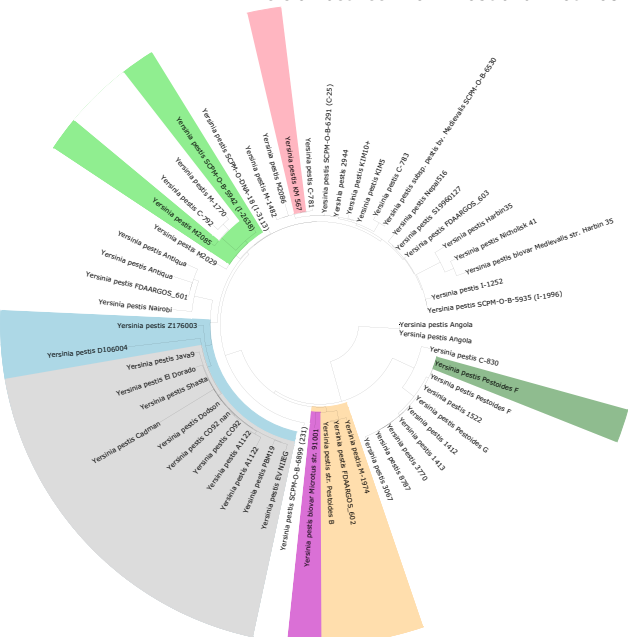 Yersinia pestis KM 567
Yersinia pestis C-781
Yersinia pestis SCPM-O-B-6291 (C-25)
Yersinia pestis 2944
Yersinia pestis KIM10+
Yersinia pestis KIM5
Yersinia pestis C-783
Yersinia pestis subsp. pestis bv. Medievalis SCPM-O-B-6530
Yersinia pestis Nepal516
Yersinia pestis S19960127
Yersinia pestis FDAARGOS_603
Yersinia pestis Harbin35
Yersinia pestis Nicholisk 41
Yersinia pestis biovar Medievalis str. Harbin 35
Yersinia pestis I-1252
Yersinia pestis SCPM-O-B-5935 (I-1996)
Yersinia pestis Angola
Yersinia pestis Angola
Yersinia pestis C-830
Yersinia pestis Pestoides F
Yersinia pestis Pestoides F
Yersinia pestis 1522
Yersinia pestis Pestoides G
Yersinia pestis 1412
Yersinia pestis 1413
Yersinia pestis 3770
Yersinia pestis 8787
Yersinia pestis 3067
Yersinia pestis M-1974
Yersinia pestis FDAARGOS_602
Yersinia pestis str. Pestoides B
Yersinia pestis biovar Microtus str. 91001
Yersinia pestis SCPM-O-B-6899 (231)
Yersinia pestis EV NIIEG
Yersinia pestis PBM19
Yersinia pestis A1122
Yersinia pestis A1122
Yersinia pestis CO92
Yersinia pestis CO92 nan
Yersinia pestis Dodson
Yersinia pestis Cadman
Yersinia pestis Shasta
Yersinia pestis El Dorado
Yersinia pestis Java9
Yersinia pestis D106004
Yersinia pestis Z176003
Yersinia pestis Nairobi
Yersinia pestis FDAARGOS_601
Yersinia pestis Antiqua
Yersinia pestis Antiqua
Yersinia pestis M2029
Yersinia pestis M2085
Yersinia pestis C-792
Yersinia pestis M-1770
Yersinia pestis SCPM-O-B-5942 (I-2638)
Yersinia pestis SCPM-O-DNA-18 (I-3113)
Yersinia pestis M-1482
Yersinia pestis M2086